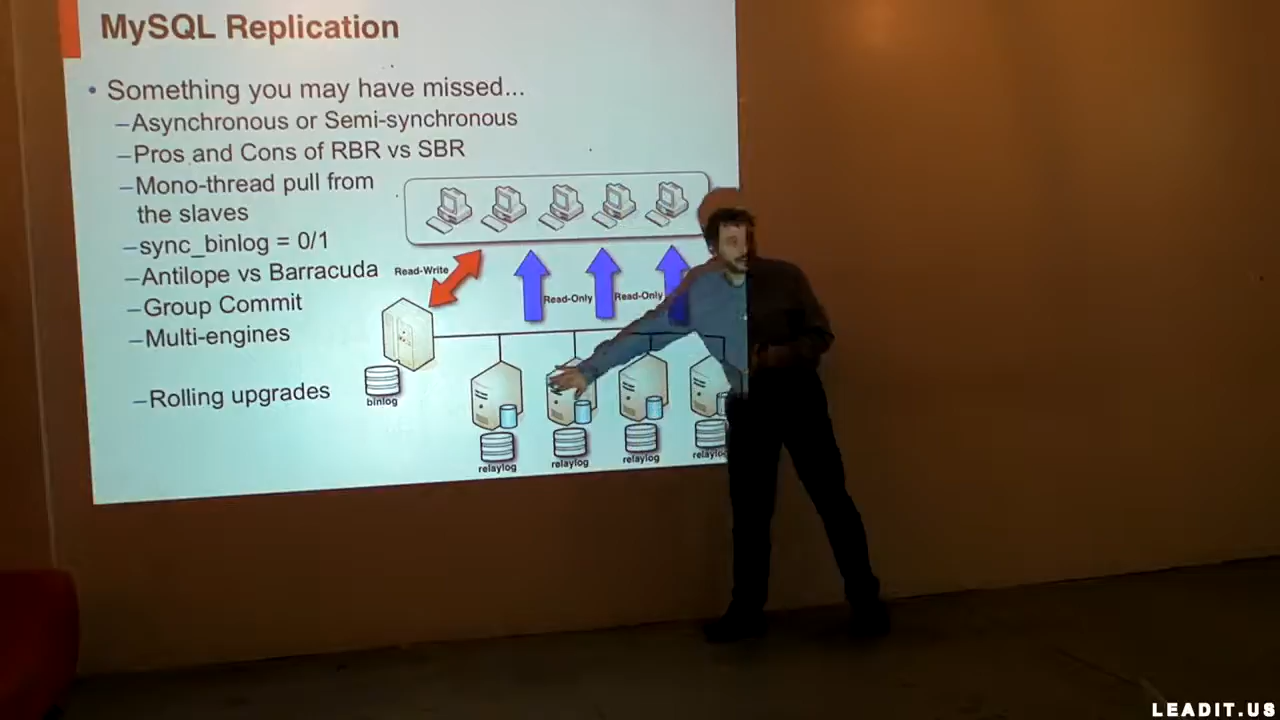 MySQL Replication
• Something you may have missed...
–Asynchronous or Semi-synchronous
–Pros and Cons of RBR vs SBR
–Mono-thread pull from
the slaves
–sync_binlog = 0/1
–Antilope vs Barracuda
–Group Commit
–Multi-engines
–Rolling upgrades
Read-Write
Read-Only
Read-Only
binlog
relaylog
relaylog
relaylog
relaylog
LEADIT.US